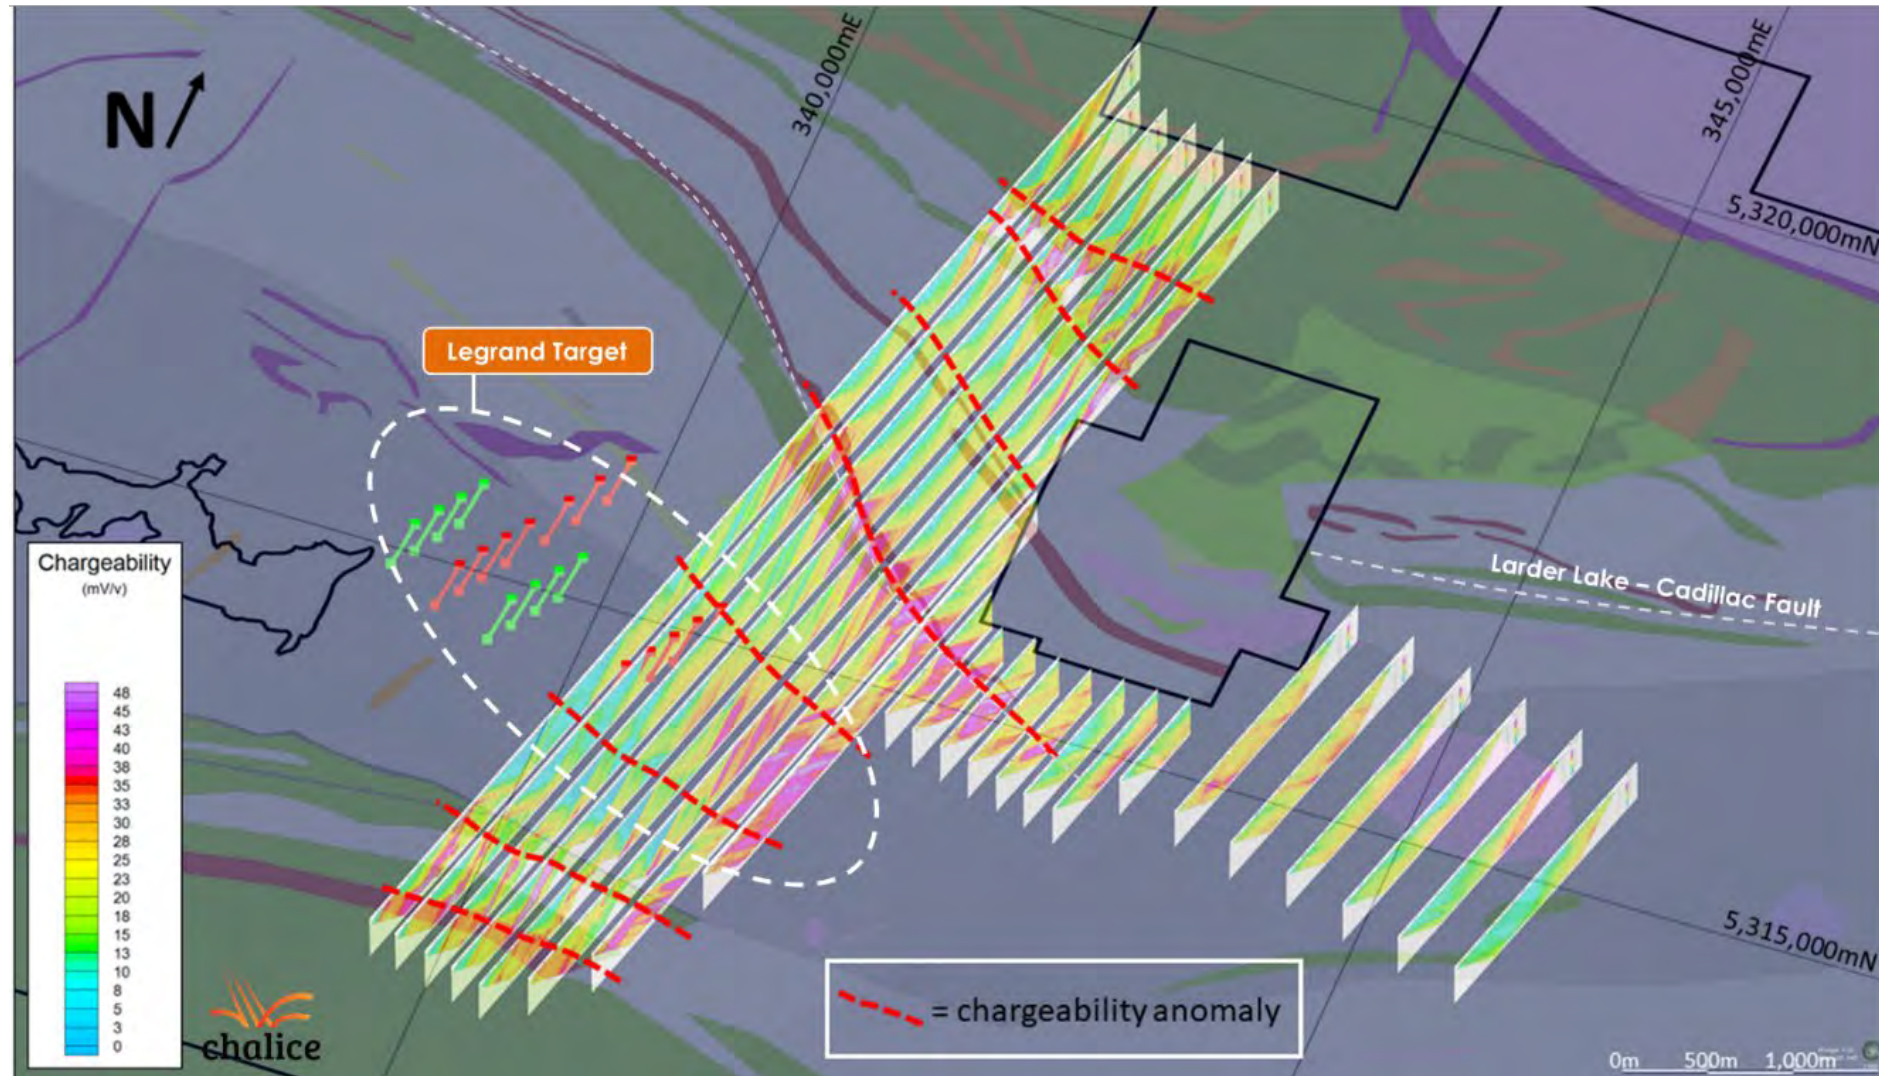 N
340,000mE
345,000mE
5,320,000mN
Legrand Target
Larder Lake – Cadillac Fault
Chargeability
(mV/v)
48
45
43
40
38
35
33
30
28
25
23
20
18
15
13
10
8
5
3
0
chalice
= chargeability anomaly
5,315,000mN
0m 500m 1,000m